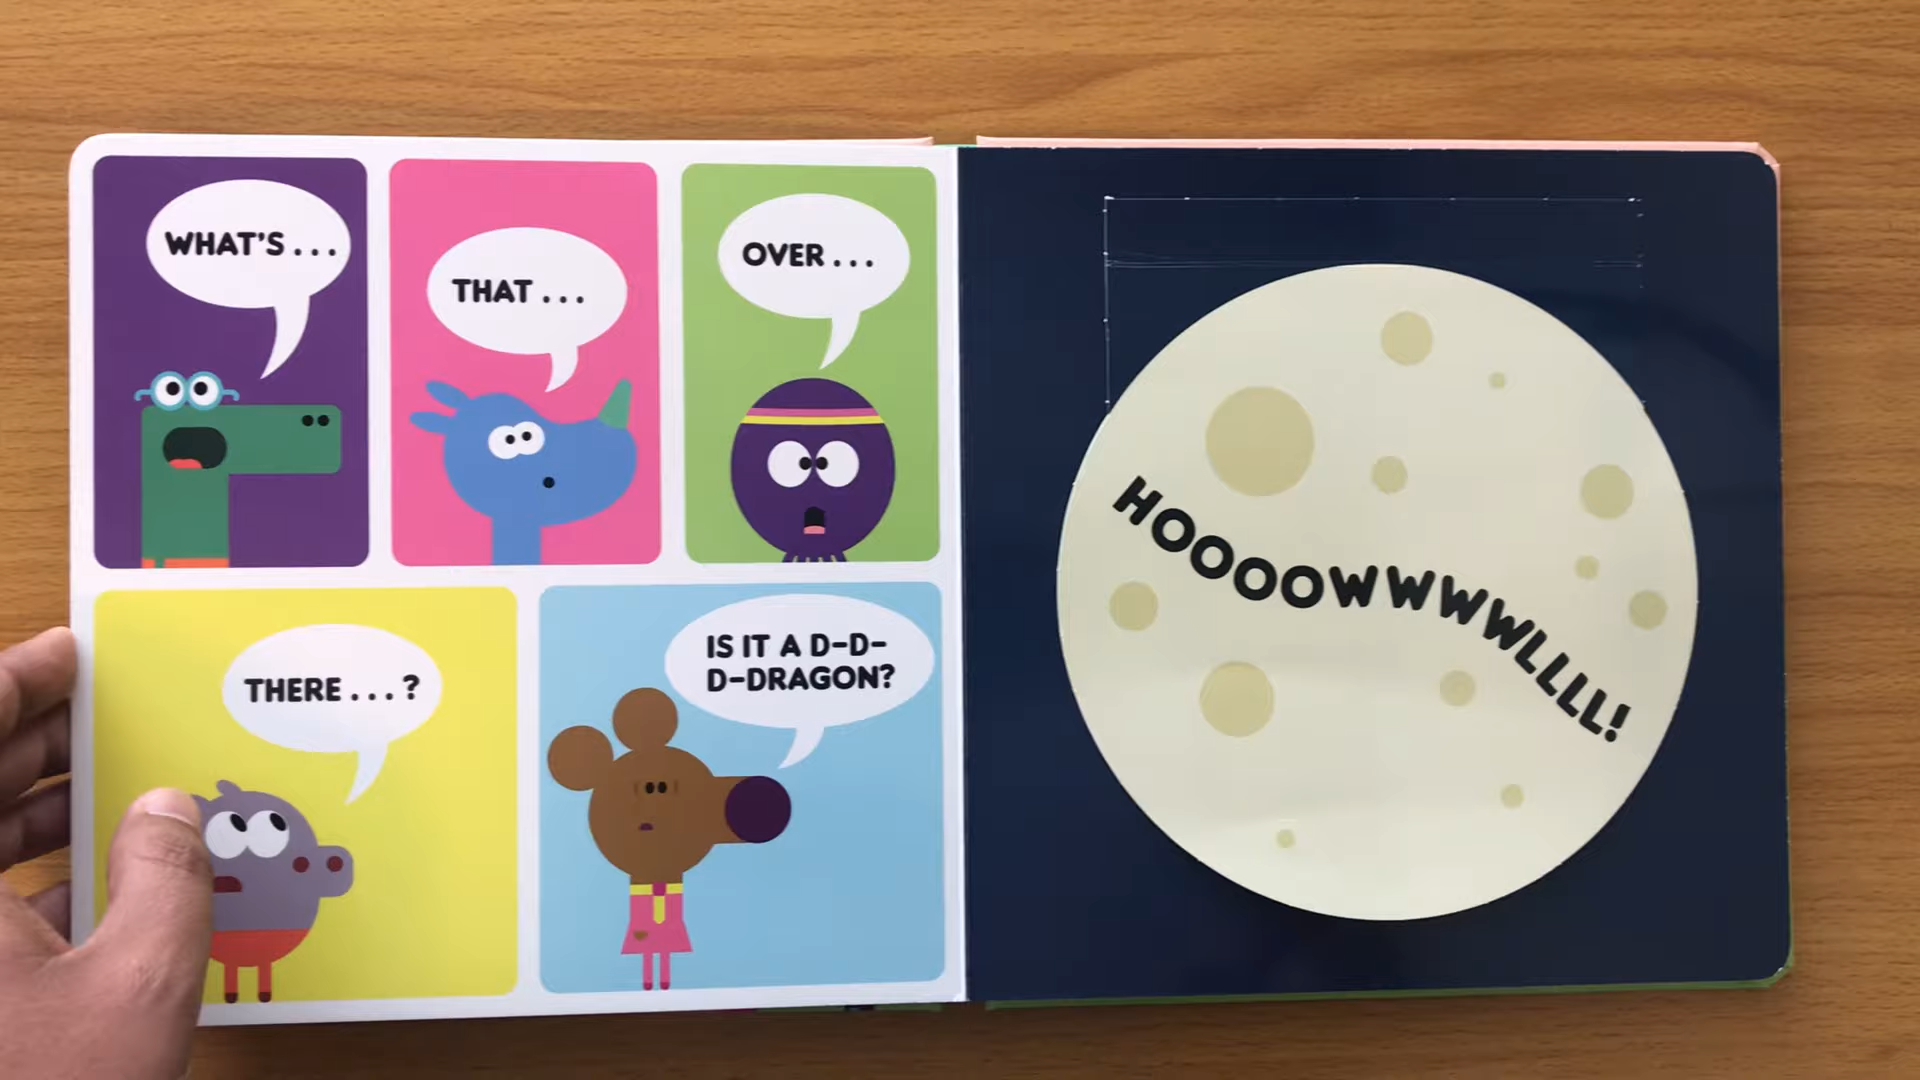 WHAT'S...
THAT...
OVER...
THERE...?
IS IT A D-D-
D-DRAGON?
HOOOOWWWWLLLL!